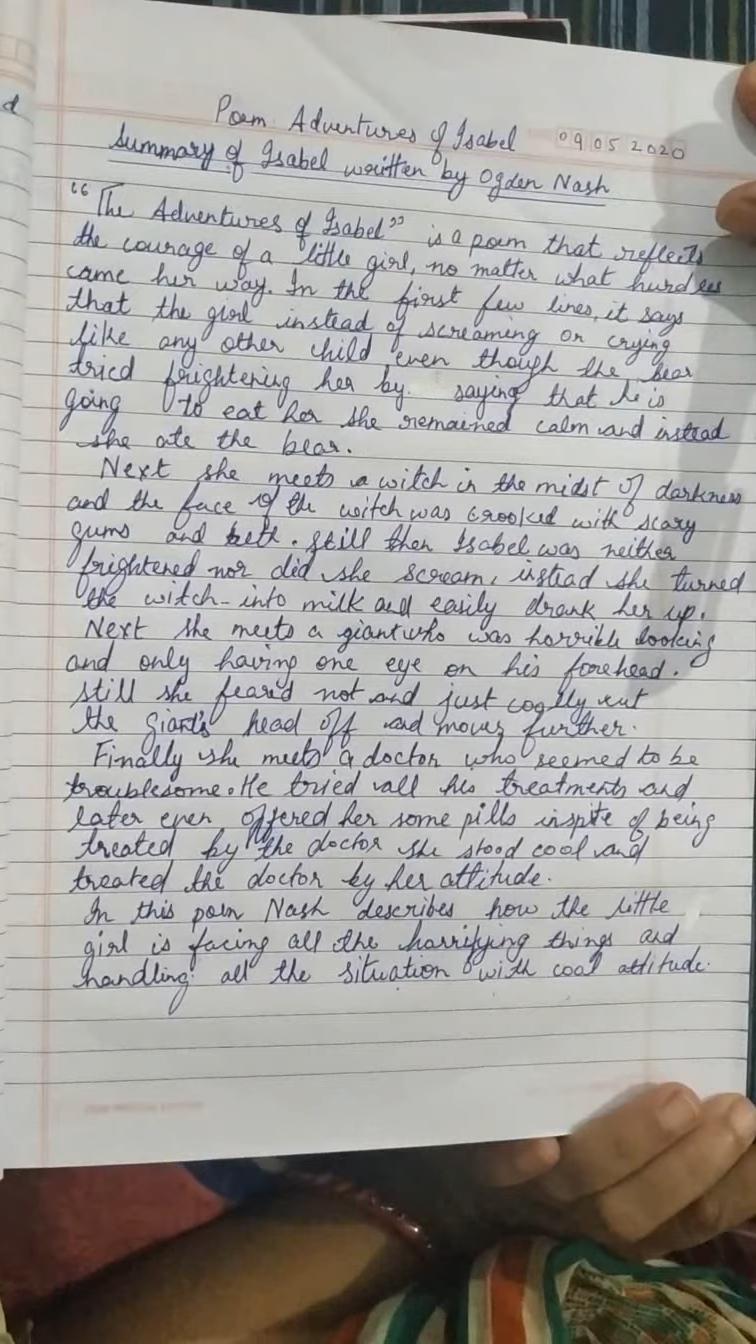 d
Poem Adventures of Isabel
09 05 2020
Summary of Isabel written by Ogden Nash
"The Adventures of Isabel" is a poem that reflects
the courage of a little girl, no matter what hurdles
came her way. In the first few lines, it says
that the girl instead of screaming or crying
like any other child even though the bear
tried frightening her by saying that he is
going to eat her she remained calm and instead
she ate the bear.
Next she meets a witch in the midst of darkness
and the face of the witch was crooked with scary
gums and teeth. Still then Isabel was neither
frightened nor did she scream, instead she turned
the witch into milk and easily drank her up.
Next she meets a giant who was horrible looking
and only having one eye on his forehead.
Still she feared not and just coolly cut
the giant's head off and moves further.
Finally she meets a doctor who seemed to be
troublesome. He tried all his treatments and
later even offered her some pills inspite of being
treated by the doctor she stood cool and
treated the doctor by her attitude.
In this poem Nash describes how the little
girl is facing all the horrifying things and
handling all the situation with cool attitude.